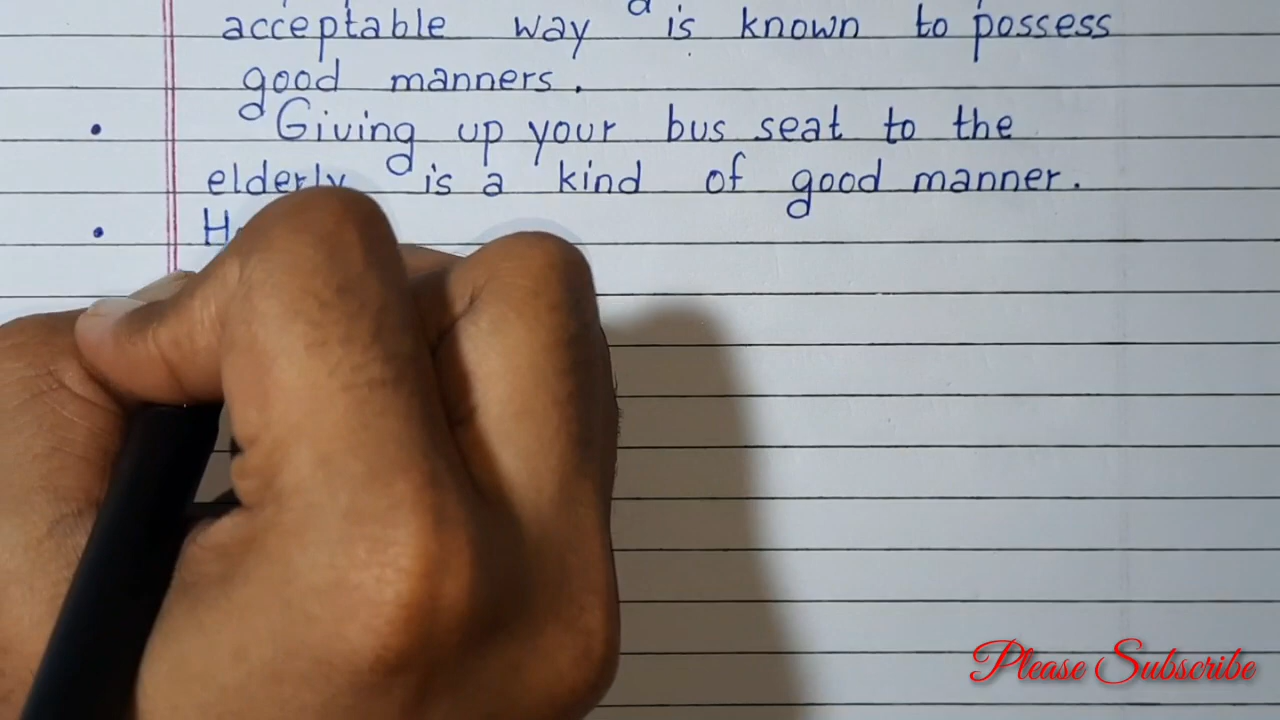 acceptable way is known to possess
good manners.
• Giving up your bus seat to the
elderly is a kind of good manner.
•
Please Subscribe